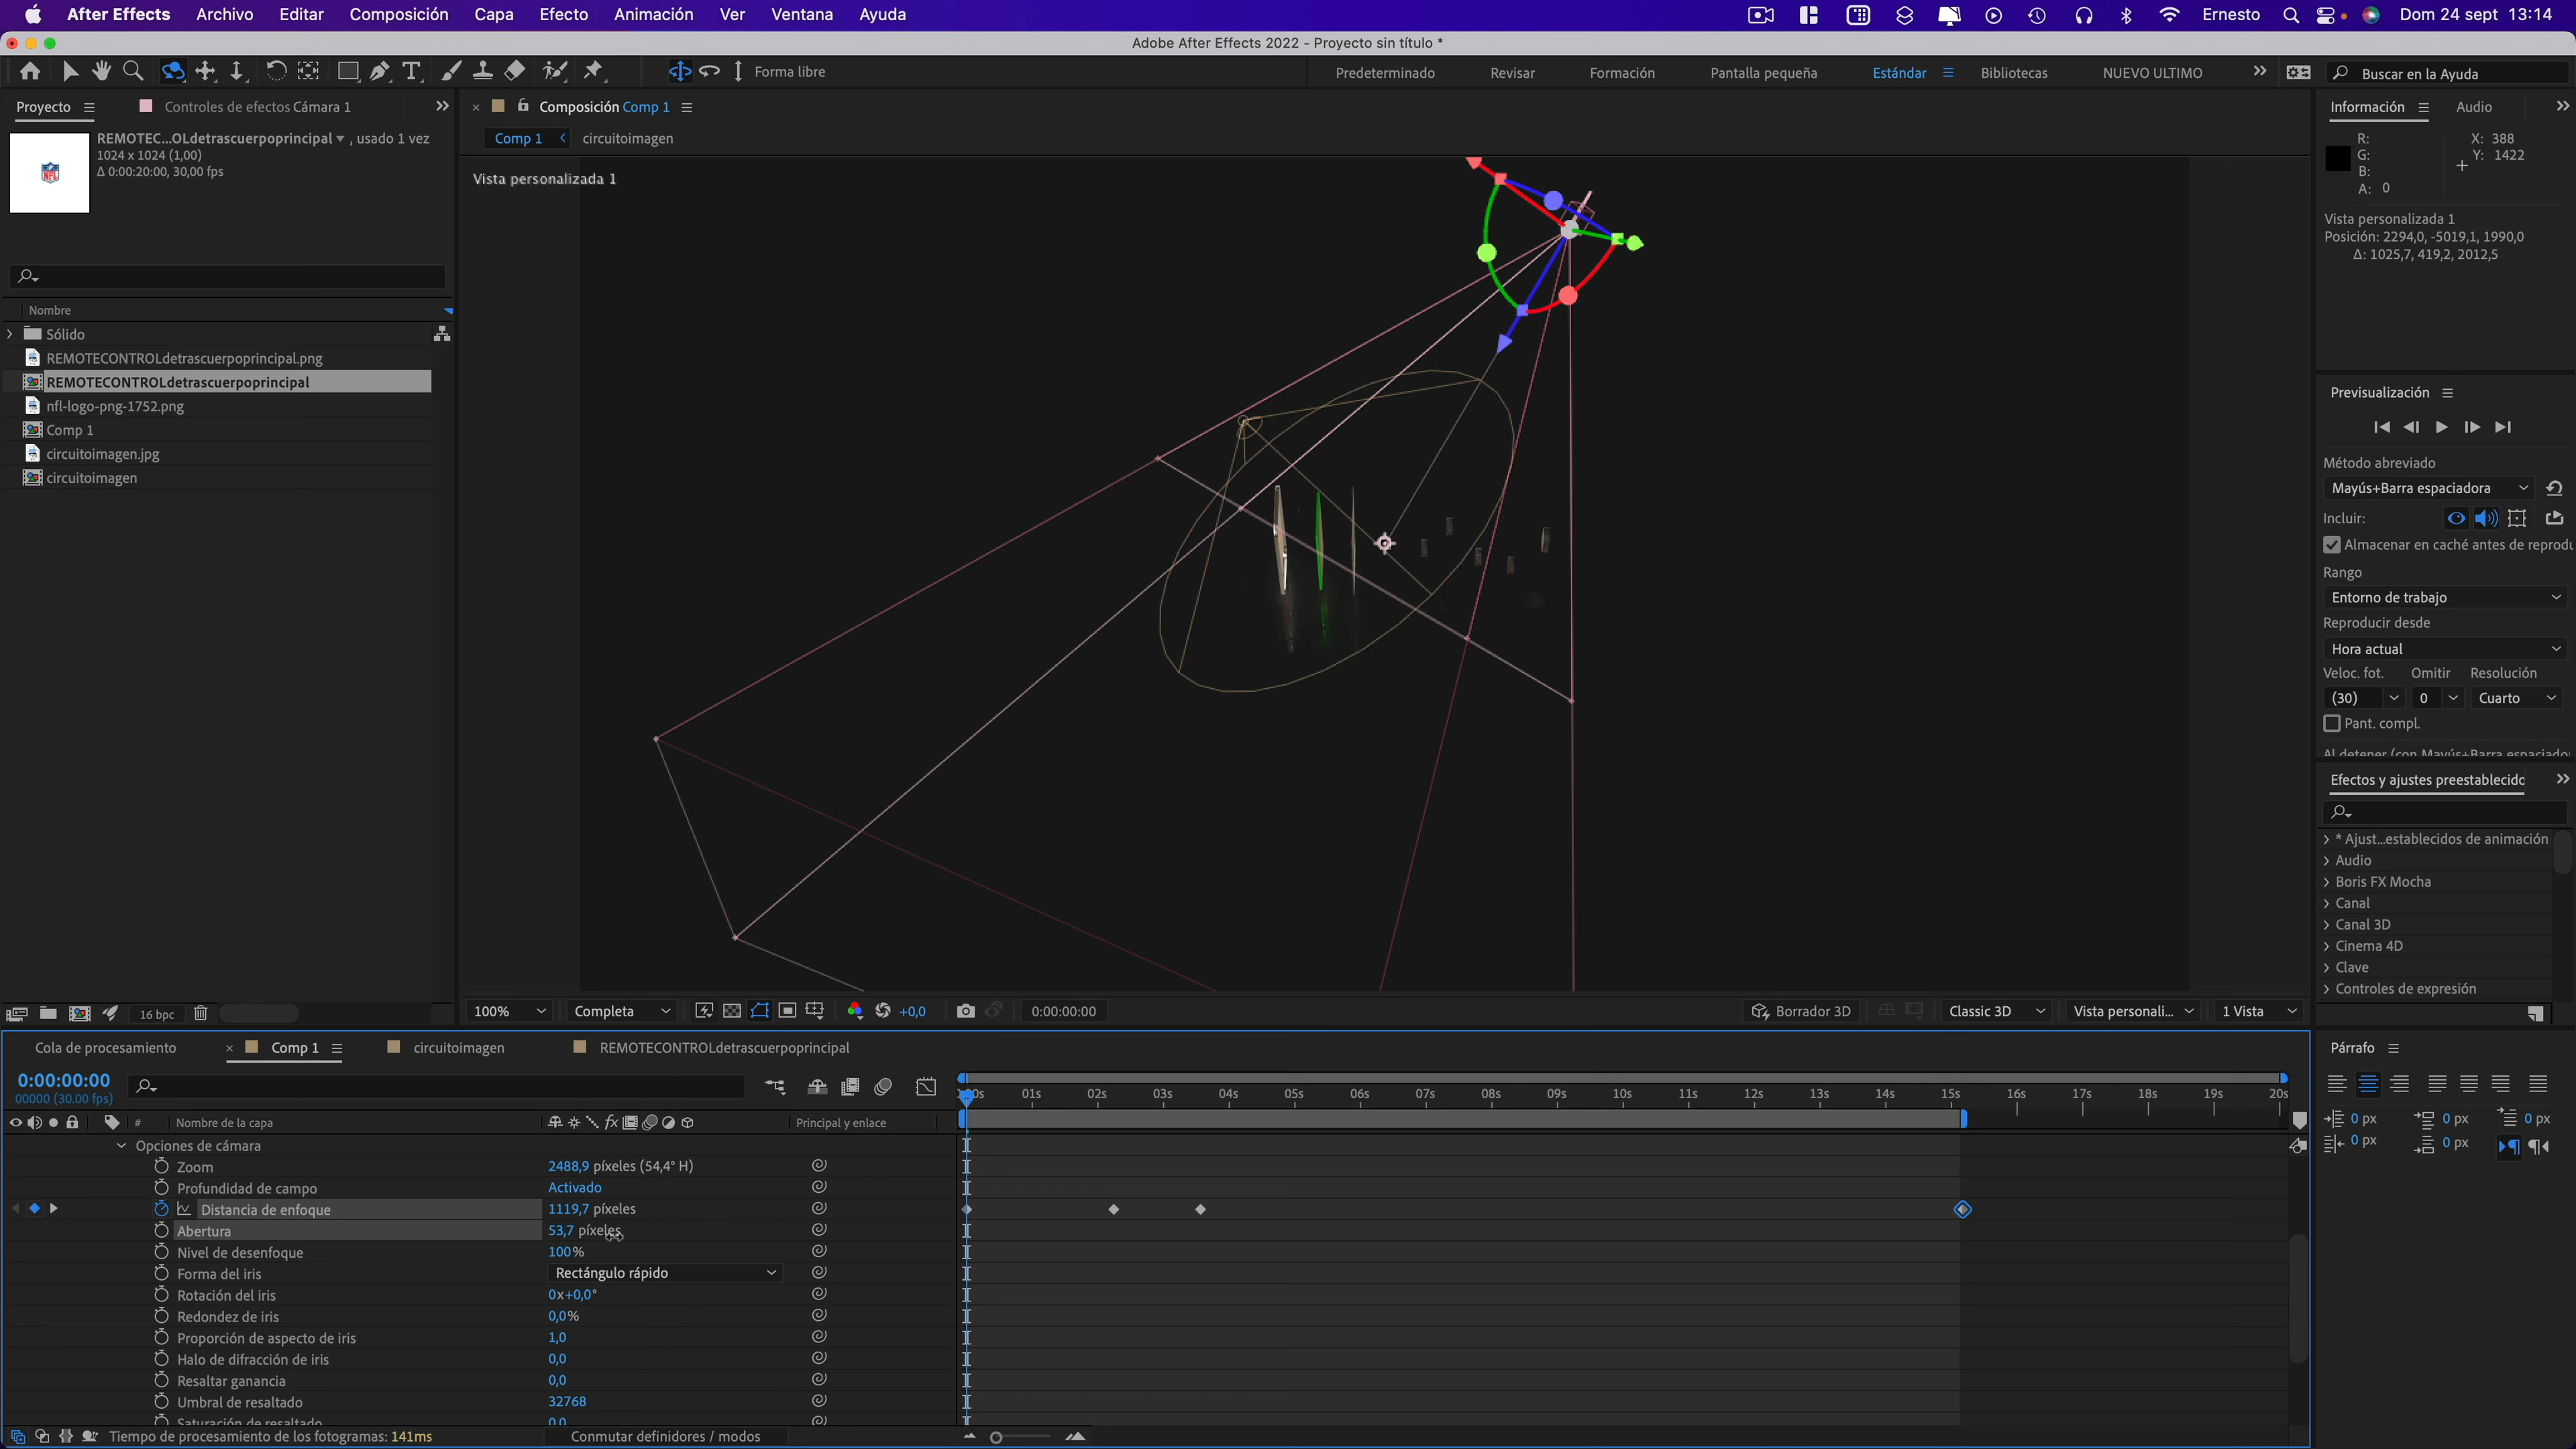 After Effects Archivo Editar Composición Capa Efecto Animación Ver Ventana Ayuda Ernesto Dom 24 sept 13:14
Adobe After Effects 2022 - Proyecto sin título *
Forma libre Predeterminado Revisar Formación Pantalla pequeña Estándar Bibliotecas NUEVO ULTIMO Buscar en la Ayuda
Proyecto Controles de efectos Cámara 1 Composición Comp 1
REMOTEC...OLdetrascuerpoprincipal , usado 1 vez
1024 x 1024 (1,00)
Δ 0:00:20:00, 30,00 fps
NFL
Nombre
Sólido
REMOTECONTROLdetrascuerpoprincipal.png
REMOTECONTROLdetrascuerpoprincipal
nfl-logo-png-1752.png
Comp 1
circuitoimagen.jpg
circuitoimagen
16 bpc
Comp 1 circuitoimagen
Vista personalizada 1
100% Completa +0,0 0:00:00:00 Borrador 3D Classic 3D Vista personali... 1 Vista
Información Audio
R: X: 388
G: Y: 1422
B:
A: 0
Vista personalizada 1
Posición: 2294,0, -5019,1, 1990,0
Δ: 1025,7, 419,2, 2012,5
Previsualización
Método abreviado
Mayús+Barra espaciadora
Incluir:
Almacenar en caché antes de reprodu
Rango
Entorno de trabajo
Reproducir desde
Hora actual
Veloc. fot. Omitir Resolución
(30) 0 Cuarto
Pant. compl.
Al detener (con Mayús+Barra espaciado
Efectos y ajustes preestablecidc
* Ajust...establecidos de animación
Audio
Boris FX Mocha
Canal
Canal 3D
Cinema 4D
Clave
Controles de expresión
Cola de procesamiento Comp 1 circuitoimagen REMOTECONTROLdetrascuerpoprincipal
0:00:00:00
00000 (30.00 fps)
01s 02s 03s 04s 05s 06s 07s 08s 09s 10s 11s 12s 13s 14s 15s 16s 17s 18s 19s 20s
# Nombre de la capa fx Principal y enlace
Opciones de cámara
Zoom 2488,9 píxeles (54,4° H)
Profundidad de campo Activado
Distancia de enfoque 1119,7 píxeles
Abertura 53,7 píxeles
Nivel de desenfoque 100%
Forma del iris Rectángulo rápido
Rotación del iris 0x+0,0°
Redondez de iris 0,0%
Proporción de aspecto de iris 1,0
Halo de difracción de iris 0,0
Resaltar ganancia 0,0
Umbral de resaltado 32768
Saturación de resaltado 0,0
Tiempo de procesamiento de los fotogramas: 141ms Conmutar definidores / modos
Párrafo
0 px 0 px 0 px
0 px 0 px